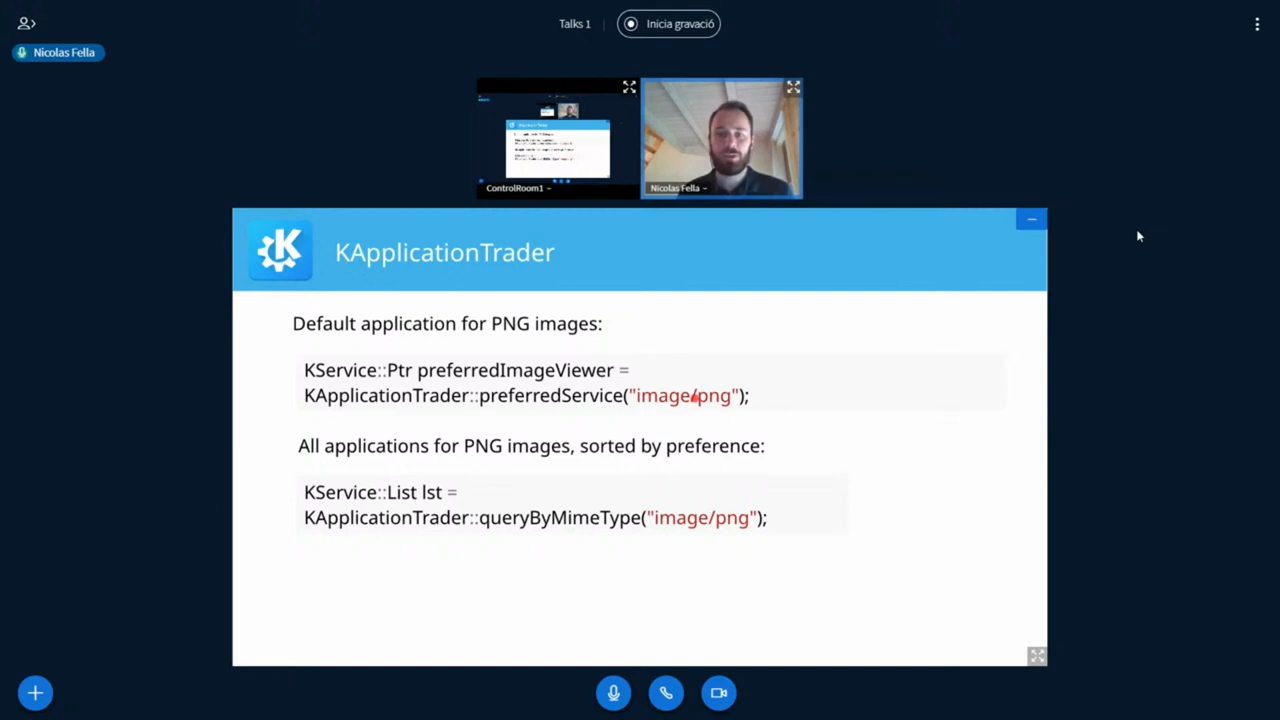 Talks 1
Inicia gravació
Nicolas Fella
ControlRoom1
Nicolas Fella
KApplicationTrader
Default application for PNG images:
KService::Ptr preferredImageViewer =
KApplicationTrader::preferredService("image/png");
All applications for PNG images, sorted by preference:
KService::List lst =
KApplicationTrader::queryByMimeType("image/png");